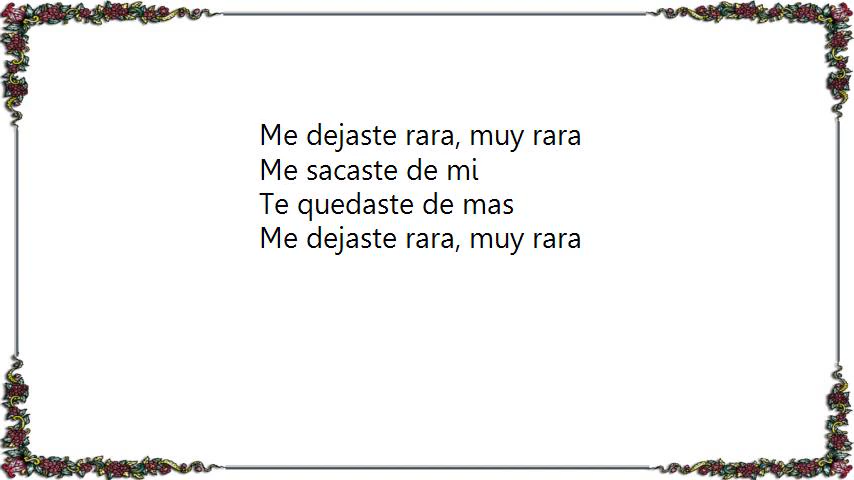 Me dejaste rara, muy rara
Me sacaste de mi
Te quedaste de mas
Me dejaste rara, muy rara